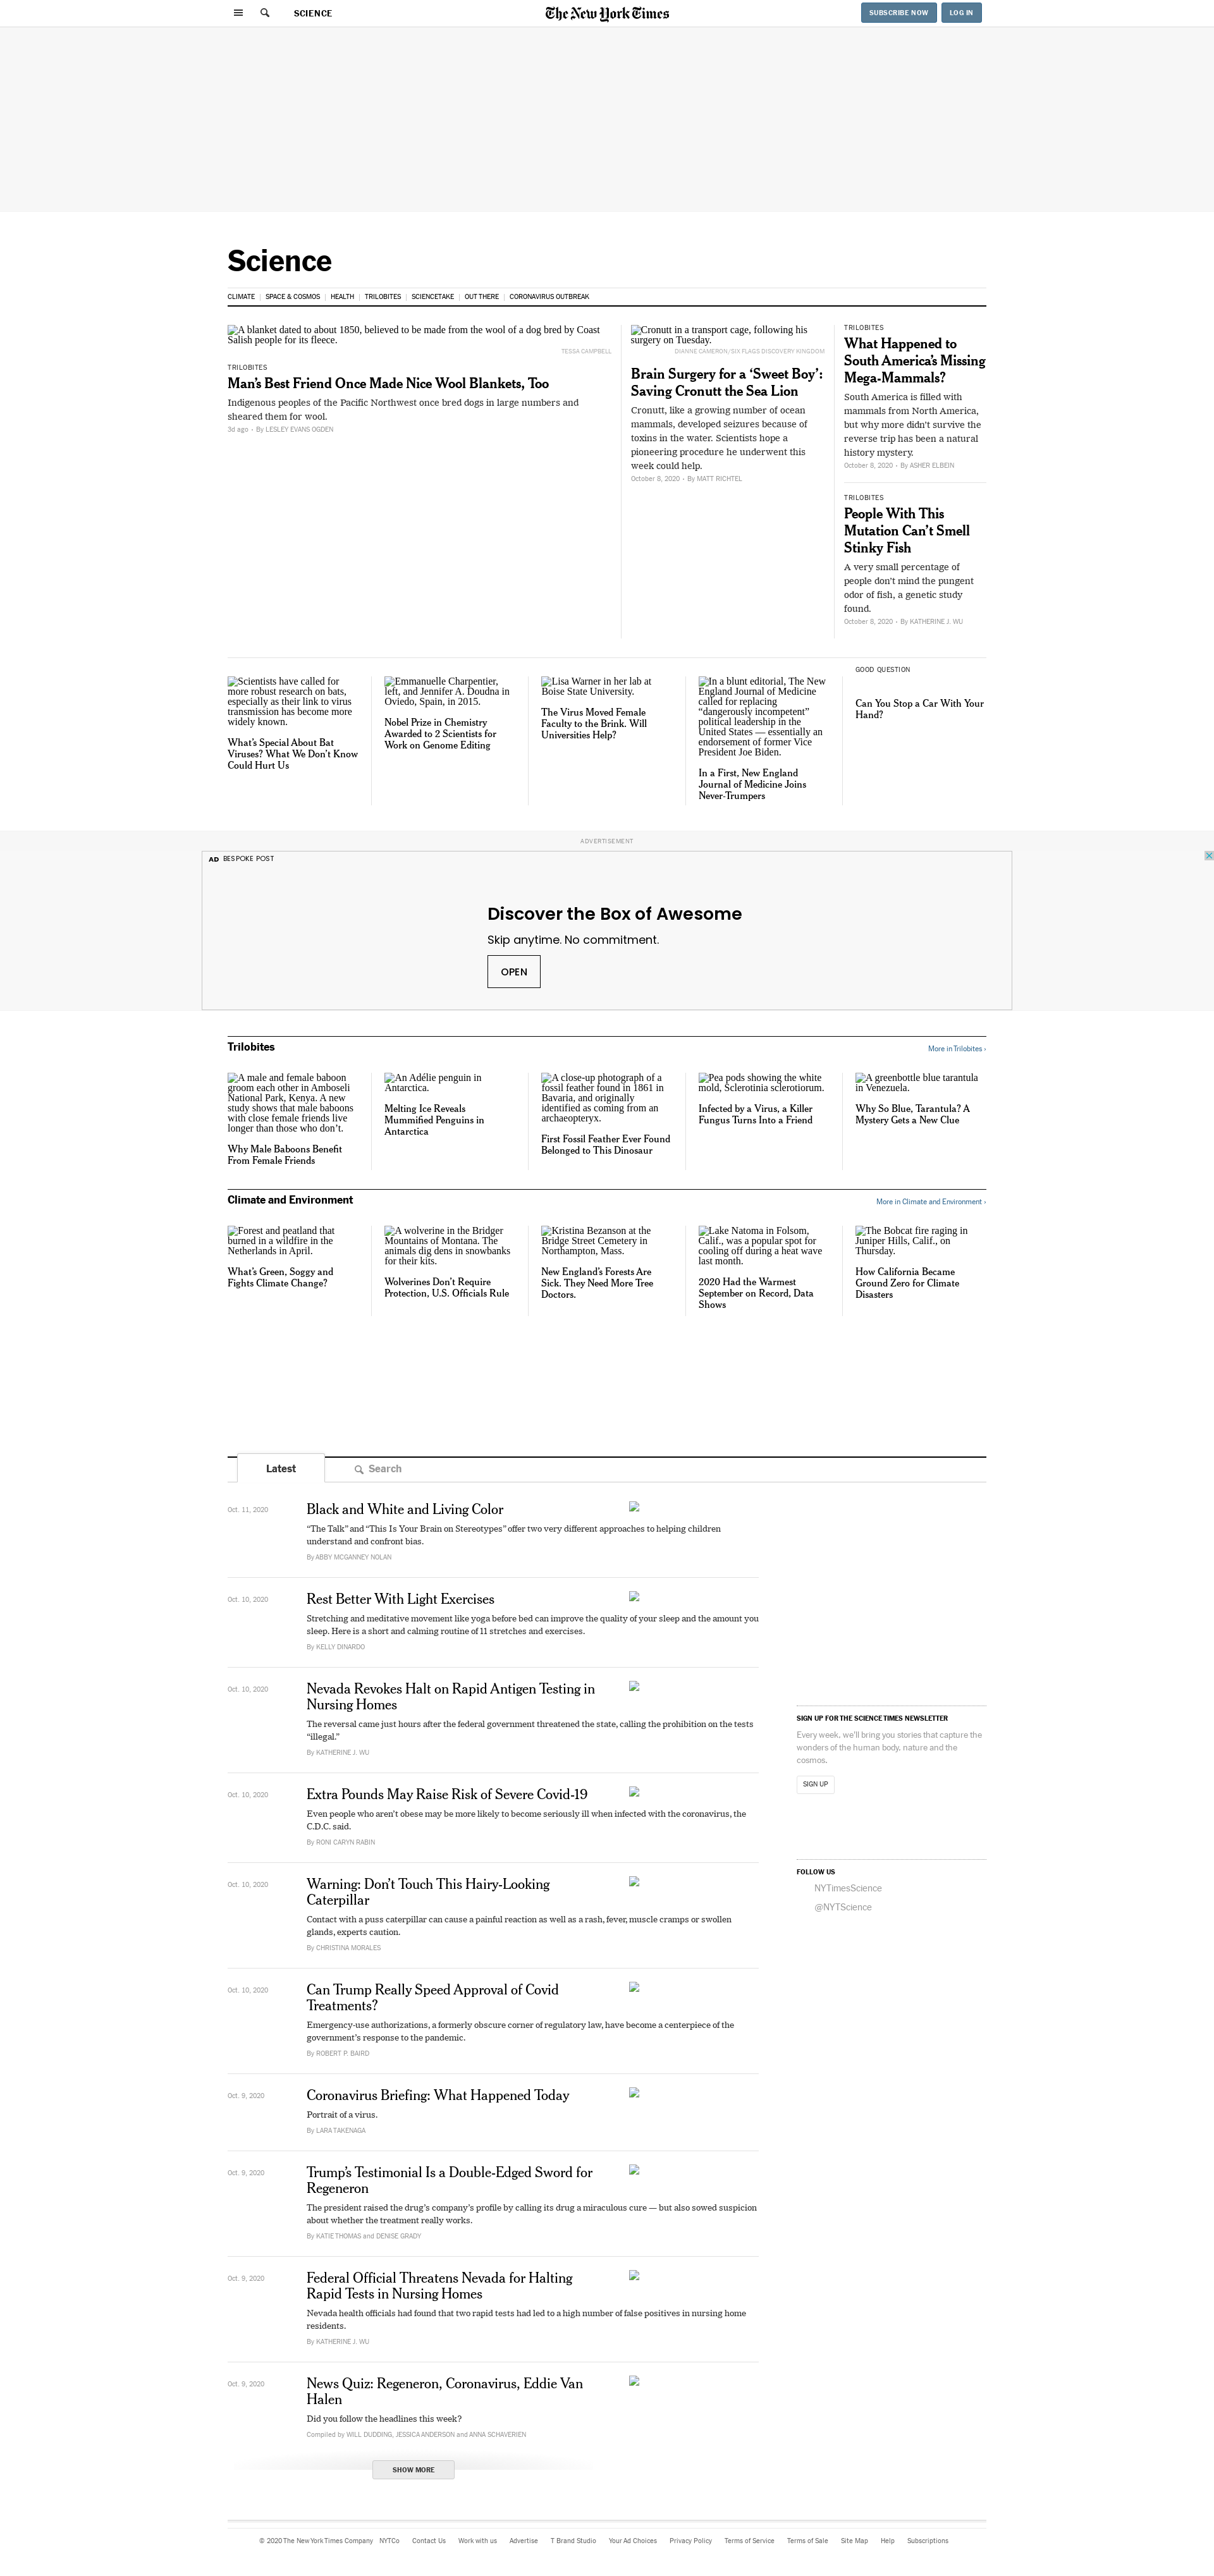 SCIENCE
The New York Times
SUBSCRIBE NOW
LOG IN
Science
CLIMATE
SPACE & COSMOS
HEALTH
TRILOBITES
SCIENCETAKE
OUT THERE
CORONAVIRUS OUTBREAK
A blanket dated to about 1850, believed to be made from the wool of a dog bred by Coast
Salish people for its fleece.
TESSA CAMPBELL
TRILOBITES
Man's Best Friend Once Made Nice Wool Blankets, Too
Indigenous peoples of the Pacific Northwest once bred dogs in large numbers and
sheared them for wool.
3d ago • By LESLEY EVANS OGDEN
Cronutt in a transport cage, following his
surgery on Tuesday.
DIANNE CAMERON/SIX FLAGS DISCOVERY KINGDOM
Brain Surgery for a ‘Sweet Boy’:
Saving Cronutt the Sea Lion
Cronutt, like a growing number of ocean
mammals, developed seizures because of
toxins in the water. Scientists hope a
pioneering procedure he underwent this
week could help.
October 8, 2020 • By MATT RICHTEL
TRILOBITES
What Happened to
South America’s Missing
Mega-Mammals?
South America is filled with
mammals from North America,
but why more didn't survive the
reverse trip has been a natural
history mystery.
October 8, 2020 • By ASHER ELBEIN
TRILOBITES
People With This
Mutation Can’t Smell
Stinky Fish
A very small percentage of
people don't mind the pungent
odor of fish, a genetic study
found.
October 8, 2020 • By KATHERINE J. WU
Scientists have called for
more robust research on bats,
especially as their link to virus
transmission has become more
widely known.
What’s Special About Bat
Viruses? What We Don’t Know
Could Hurt Us
Emmanuelle Charpentier,
left, and Jennifer A. Doudna in
Oviedo, Spain, in 2015.
Nobel Prize in Chemistry
Awarded to 2 Scientists for
Work on Genome Editing
Lisa Warner in her lab at
Boise State University.
The Virus Moved Female
Faculty to the Brink. Will
Universities Help?
In a blunt editorial, The New
England Journal of Medicine
called for replacing
“dangerously incompetent”
political leadership in the
United States — essentially an
endorsement of former Vice
President Joe Biden.
In a First, New England
Journal of Medicine Joins
Never-Trumpers
GOOD QUESTION
Can You Stop a Car With Your
Hand?
ADVERTISEMENT
AD BESPOKE POST
Discover the Box of Awesome
Skip anytime. No commitment.
OPEN
Trilobites
More in Trilobites ›
A male and female baboon
groom each other in Amboseli
National Park, Kenya. A new
study shows that male baboons
with close female friends live
longer than those who don’t.
Why Male Baboons Benefit
From Female Friends
An Adélie penguin in
Antarctica.
Melting Ice Reveals
Mummified Penguins in
Antarctica
A close-up photograph of a
fossil feather found in 1861 in
Bavaria, and originally
identified as coming from an
archaeopteryx.
First Fossil Feather Ever Found
Belonged to This Dinosaur
Pea pods showing the white
mold, Sclerotinia sclerotiorum.
Infected by a Virus, a Killer
Fungus Turns Into a Friend
A greenbottle blue tarantula
in Venezuela.
Why So Blue, Tarantula? A
Mystery Gets a New Clue
Climate and Environment
More in Climate and Environment ›
Forest and peatland that
burned in a wildfire in the
Netherlands in April.
What’s Green, Soggy and
Fights Climate Change?
A wolverine in the Bridger
Mountains of Montana. The
animals dig dens in snowbanks
for their kits.
Wolverines Don’t Require
Protection, U.S. Officials Rule
Kristina Bezanson at the
Bridge Street Cemetery in
Northampton, Mass.
New England’s Forests Are
Sick. They Need More Tree
Doctors.
Lake Natoma in Folsom,
Calif., was a popular spot for
cooling off during a heat wave
last month.
2020 Had the Warmest
September on Record, Data
Shows
The Bobcat fire raging in
Juniper Hills, Calif., on
Thursday.
How California Became
Ground Zero for Climate
Disasters
Latest
Search
Oct. 11, 2020
Black and White and Living Color
“The Talk” and “This Is Your Brain on Stereotypes” offer two very different approaches to helping children
understand and confront bias.
By ABBY MCGANNEY NOLAN
Oct. 10, 2020
Rest Better With Light Exercises
Stretching and meditative movement like yoga before bed can improve the quality of your sleep and the amount you
sleep. Here is a short and calming routine of 11 stretches and exercises.
By KELLY DINARDO
Oct. 10, 2020
Nevada Revokes Halt on Rapid Antigen Testing in
Nursing Homes
The reversal came just hours after the federal government threatened the state, calling the prohibition on the tests
“illegal.”
By KATHERINE J. WU
Oct. 10, 2020
Extra Pounds May Raise Risk of Severe Covid-19
Even people who aren't obese may be more likely to become seriously ill when infected with the coronavirus, the
C.D.C. said.
By RONI CARYN RABIN
Oct. 10, 2020
Warning: Don’t Touch This Hairy-Looking
Caterpillar
Contact with a puss caterpillar can cause a painful reaction as well as a rash, fever, muscle cramps or swollen
glands, experts caution.
By CHRISTINA MORALES
Oct. 10, 2020
Can Trump Really Speed Approval of Covid
Treatments?
Emergency-use authorizations, a formerly obscure corner of regulatory law, have become a centerpiece of the
government’s response to the pandemic.
By ROBERT P. BAIRD
Oct. 9, 2020
Coronavirus Briefing: What Happened Today
Portrait of a virus.
By LARA TAKENAGA
Oct. 9, 2020
Trump’s Testimonial Is a Double-Edged Sword for
Regeneron
The president raised the drug’s company’s profile by calling its drug a miraculous cure — but also sowed suspicion
about whether the treatment really works.
By KATIE THOMAS and DENISE GRADY
Oct. 9, 2020
Federal Official Threatens Nevada for Halting
Rapid Tests in Nursing Homes
Nevada health officials had found that two rapid tests had led to a high number of false positives in nursing home
residents.
By KATHERINE J. WU
Oct. 9, 2020
News Quiz: Regeneron, Coronavirus, Eddie Van
Halen
Did you follow the headlines this week?
Compiled by WILL DUDDING, JESSICA ANDERSON and ANNA SCHAVERIEN
SHOW MORE
SIGN UP FOR THE SCIENCE TIMES NEWSLETTER
Every week, we'll bring you stories that capture the
wonders of the human body, nature and the
cosmos.
SIGN UP
FOLLOW US
NYTimesScience
@NYTScience
© 2020 The New York Times Company
NYTCo
Contact Us
Work with us
Advertise
T Brand Studio
Your Ad Choices
Privacy Policy
Terms of Service
Terms of Sale
Site Map
Help
Subscriptions